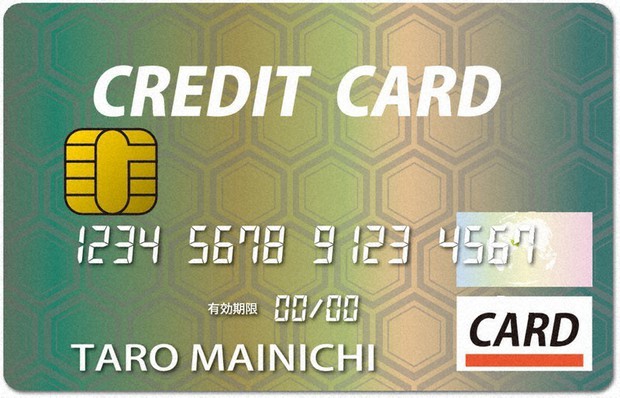 CREDIT CARD
1234 5678 9123 4567
有効期限 00/00
CARD
TARO MAINICHI